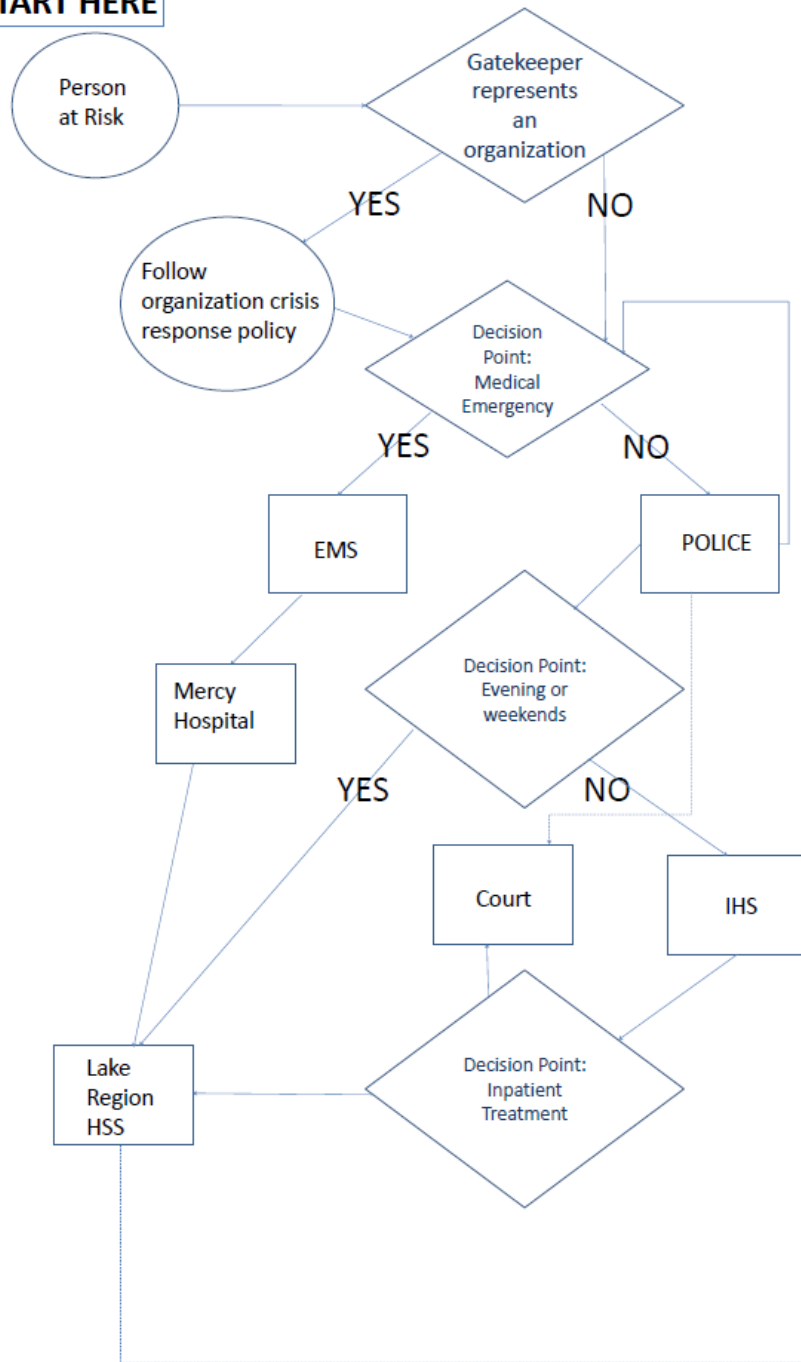 TART HERE
Person
at Risk
Gatekeeper
represents
an
organization
YES
NO
Follow
organization crisis
response policy
Decision
Point:
Medical
Emergency
YES
NO
EMS
POLICE
Mercy
Hospital
Decision Point:
Evening or
weekends
YES
NO
Court
IHS
Lake
Region
HSS
Decision Point:
Inpatient
Treatment